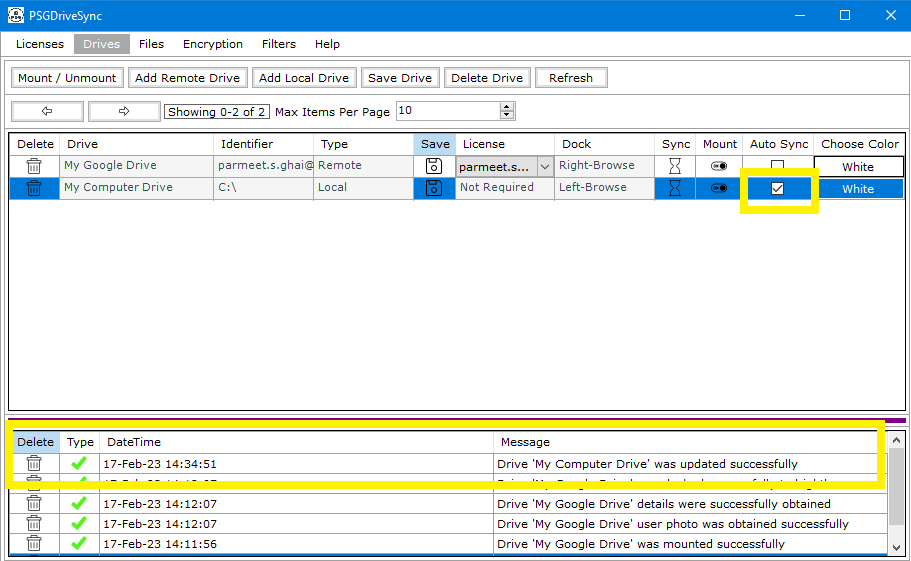 PSGDriveSync
Licenses Drives Files Encryption Filters Help
Mount / Unmount Add Remote Drive Add Local Drive Save Drive Delete Drive Refresh
Showing 0-2 of 2 Max Items Per Page 10
Delete Drive Identifier Type Save License Dock Sync Mount Auto Sync Choose Color
My Google Drive parmeet.s.ghai@ Remote parmeet.s... Right-Browse White
My Computer Drive C:\ Local Not Required Left-Browse White
Delete Type DateTime Message
17-Feb-23 14:34:51 Drive 'My Computer Drive' was updated successfully
17-Feb-23 14:12:07 Drive 'My Google Drive' details were successfully obtained
17-Feb-23 14:12:07 Drive 'My Google Drive' user photo was obtained successfully
17-Feb-23 14:11:56 Drive 'My Google Drive' was mounted successfully